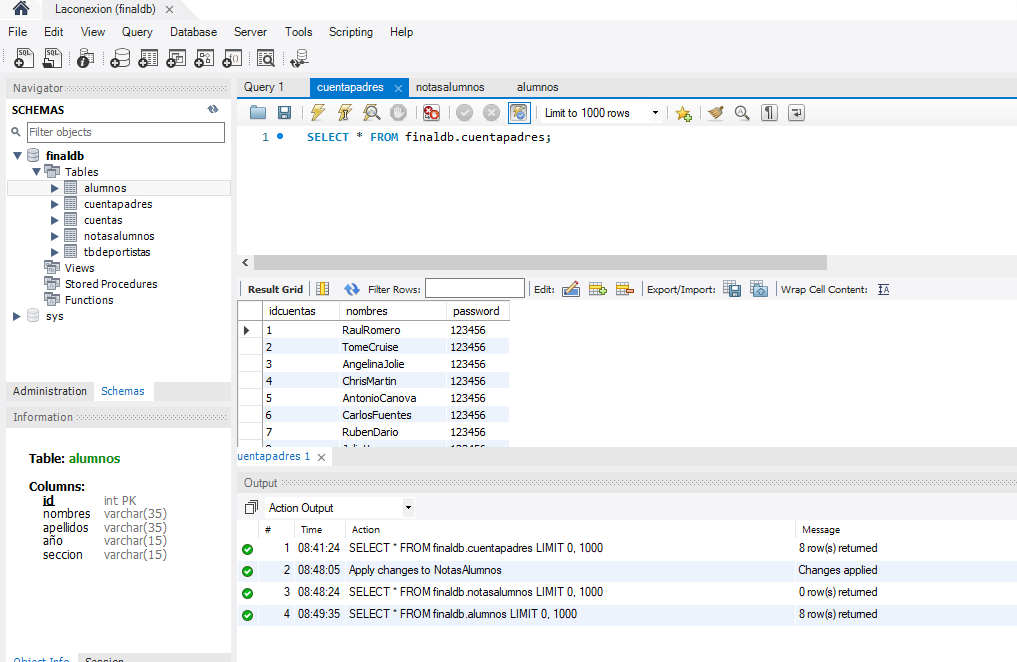 Laconexion (finaldb)
File Edit View Query Database Server Tools Scripting Help
Navigator
SCHEMAS
Filter objects
finaldb
Tables
alumnos
cuentapadres
cuentas
notasalumnos
tbdeportistas
Views
Stored Procedures
Functions
sys
Administration Schemas
Information
Table: alumnos
Columns:
id int PK
nombres varchar(35)
apellidos varchar(35)
año varchar(15)
seccion varchar(15)
Object Info Session
Query 1 cuentapadres notasalumnos alumnos
Limit to 1000 rows
1 SELECT * FROM finaldb.cuentapadres;
Result Grid Filter Rows: Edit: Export/Import: Wrap Cell Content:
idcuentas nombres password
1 RaulRomero 123456
2 TomeCruise 123456
3 AngelinaJolie 123456
4 ChrisMartin 123456
5 AntonioCanova 123456
6 CarlosFuentes 123456
7 RubenDario 123456
uentapadres 1
Output
Action Output
# Time Action Message
1 08:41:24 SELECT * FROM finaldb.cuentapadres LIMIT 0, 1000 8 row(s) returned
2 08:48:05 Apply changes to NotasAlumnos Changes applied
3 08:48:24 SELECT * FROM finaldb.notasalumnos LIMIT 0, 1000 0 row(s) returned
4 08:49:35 SELECT * FROM finaldb.alumnos LIMIT 0, 1000 8 row(s) returned